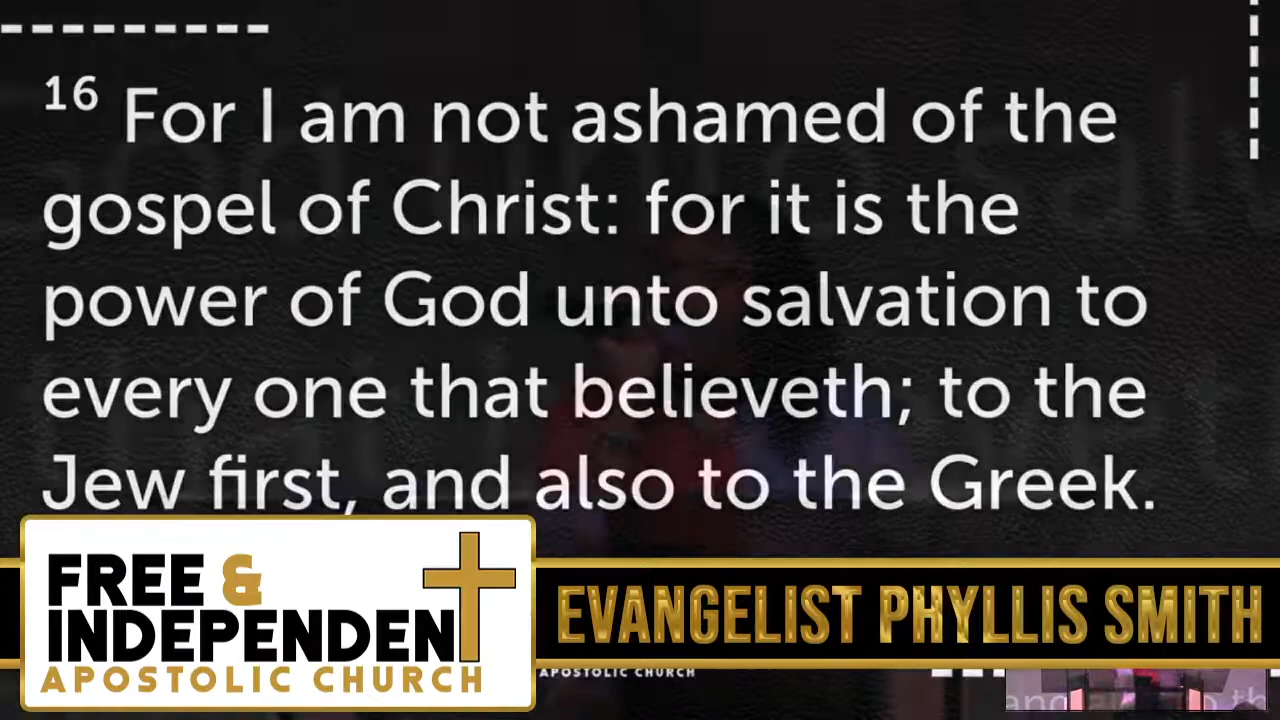 16 For I am not ashamed of the
gospel of Christ: for it is the
power of God unto salvation to
every one that believeth; to the
Jew first, and also to the Greek.
FREE &
INDEPENDENT
APOSTOLIC CHURCH
EVANGELIST PHYLLIS SMITH
APOSTOLIC CHURCH